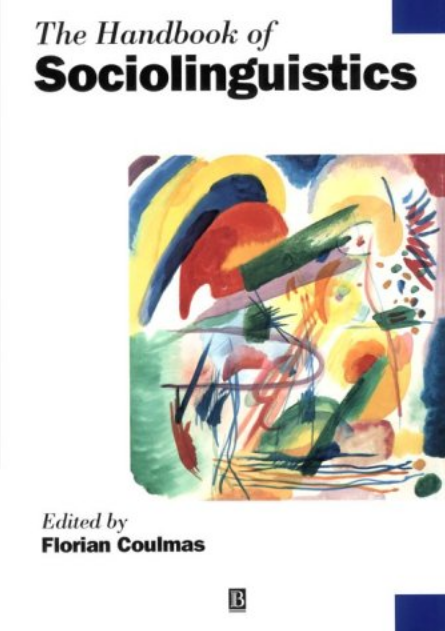 The Handbook of
Sociolinguistics
Edited by
Florian Coulmas
B